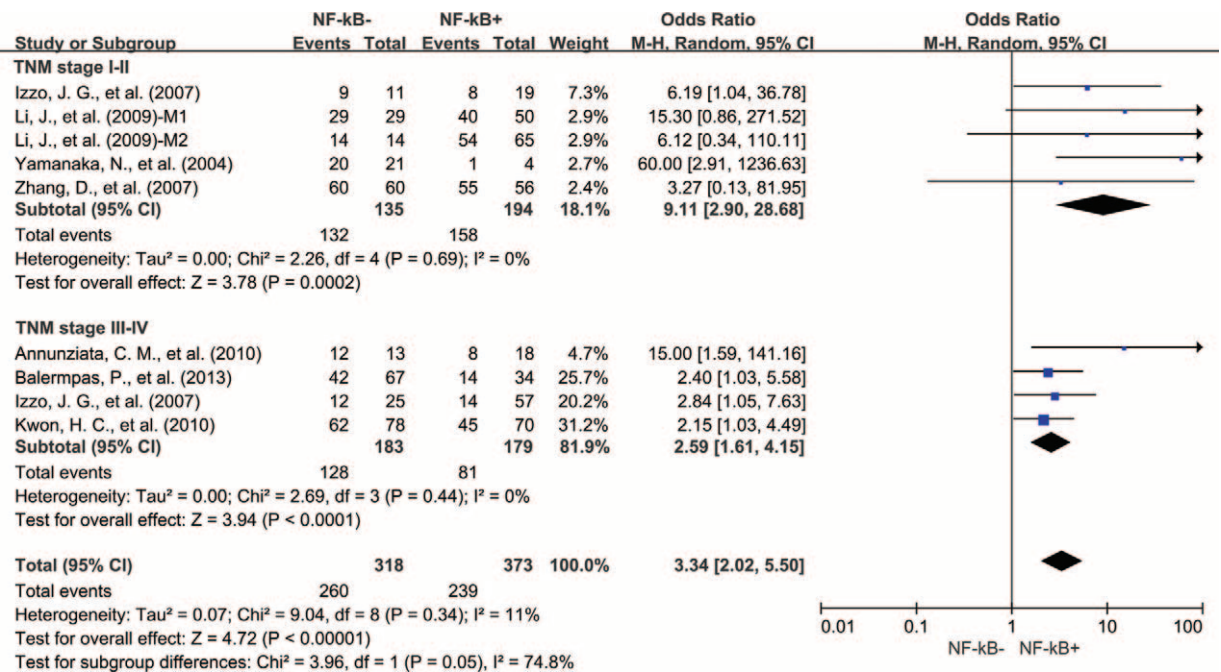 NF-kB- NF-kB+ Odds Ratio Odds Ratio
Study or Subgroup Events Total Events Total Weight M-H, Random, 95% CI M-H, Random, 95% CI
TNM stage I-II
Izzo, J. G., et al. (2007) 9 11 8 19 7.3% 6.19 [1.04, 36.78]
Li, J., et al. (2009)-M1 29 29 40 50 2.9% 15.30 [0.86, 271.52]
Li, J., et al. (2009)-M2 14 14 54 65 2.9% 6.12 [0.34, 110.11]
Yamanaka, N., et al. (2004) 20 21 1 4 2.7% 60.00 [2.91, 1236.63]
Zhang, D., et al. (2007) 60 60 55 56 2.4% 3.27 [0.13, 81.95]
Subtotal (95% CI) 135 194 18.1% 9.11 [2.90, 28.68]
Total events 132 158
Heterogeneity: Tau² = 0.00; Chi² = 2.26, df = 4 (P = 0.69); I² = 0%
Test for overall effect: Z = 3.78 (P = 0.0002)
TNM stage III-IV
Annunziata, C. M., et al. (2010) 12 13 8 18 4.7% 15.00 [1.59, 141.16]
Balermpas, P., et al. (2013) 42 67 14 34 25.7% 2.40 [1.03, 5.58]
Izzo, J. G., et al. (2007) 12 25 14 57 20.2% 2.84 [1.05, 7.63]
Kwon, H. C., et al. (2010) 62 78 45 70 31.2% 2.15 [1.03, 4.49]
Subtotal (95% CI) 183 179 81.9% 2.59 [1.61, 4.15]
Total events 128 81
Heterogeneity: Tau² = 0.00; Chi² = 2.69, df = 3 (P = 0.44); I² = 0%
Test for overall effect: Z = 3.94 (P < 0.0001)
Total (95% CI) 318 373 100.0% 3.34 [2.02, 5.50]
Total events 260 239
Heterogeneity: Tau² = 0.07; Chi² = 9.04, df = 8 (P = 0.34); I² = 11%
Test for overall effect: Z = 4.72 (P < 0.00001)
Test for subgroup differences: Chi² = 3.96, df = 1 (P = 0.05), I² = 74.8%
0.01 0.1 1 10 100
NF-kB- NF-kB+